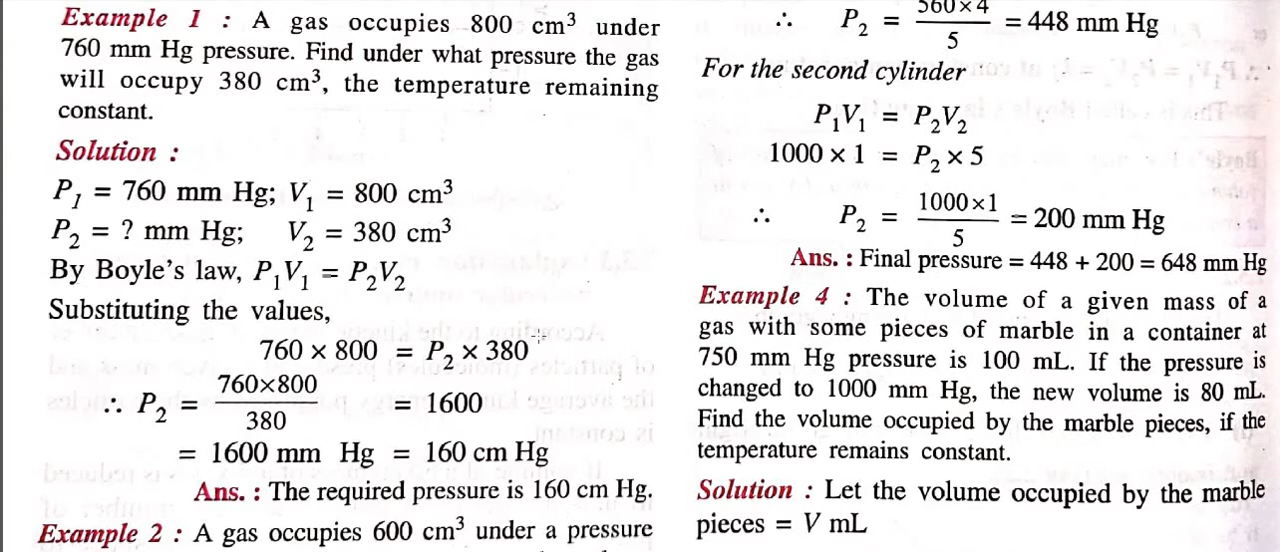 Example 1 : A gas occupies 800 cm³ under
760 mm Hg pressure. Find under what pressure the gas
will occupy 380 cm³, the temperature remaining
constant.
Solution :
P₁ = 760 mm Hg; V₁ = 800 cm³
P₂ = ? mm Hg; V₂ = 380 cm³
By Boyle's law, P₁V₁ = P₂V₂
Substituting the values,
760 × 800 = P₂ × 380
760×800
∴ P₂ = = 1600
380
= 1600 mm Hg = 160 cm Hg
Ans. : The required pressure is 160 cm Hg.
Example 2 : A gas occupies 600 cm³ under a pressure
560×4
∴ P₂ = = 448 mm Hg
5
For the second cylinder
P₁V₁ = P₂V₂
1000 × 1 = P₂ × 5
1000×1
∴ P₂ = = 200 mm Hg
5
Ans. : Final pressure = 448 + 200 = 648 mm Hg
Example 4 : The volume of a given mass of a
gas with some pieces of marble in a container at
750 mm Hg pressure is 100 mL. If the pressure is
changed to 1000 mm Hg, the new volume is 80 mL.
Find the volume occupied by the marble pieces, if the
temperature remains constant.
Solution : Let the volume occupied by the marble
pieces = V mL